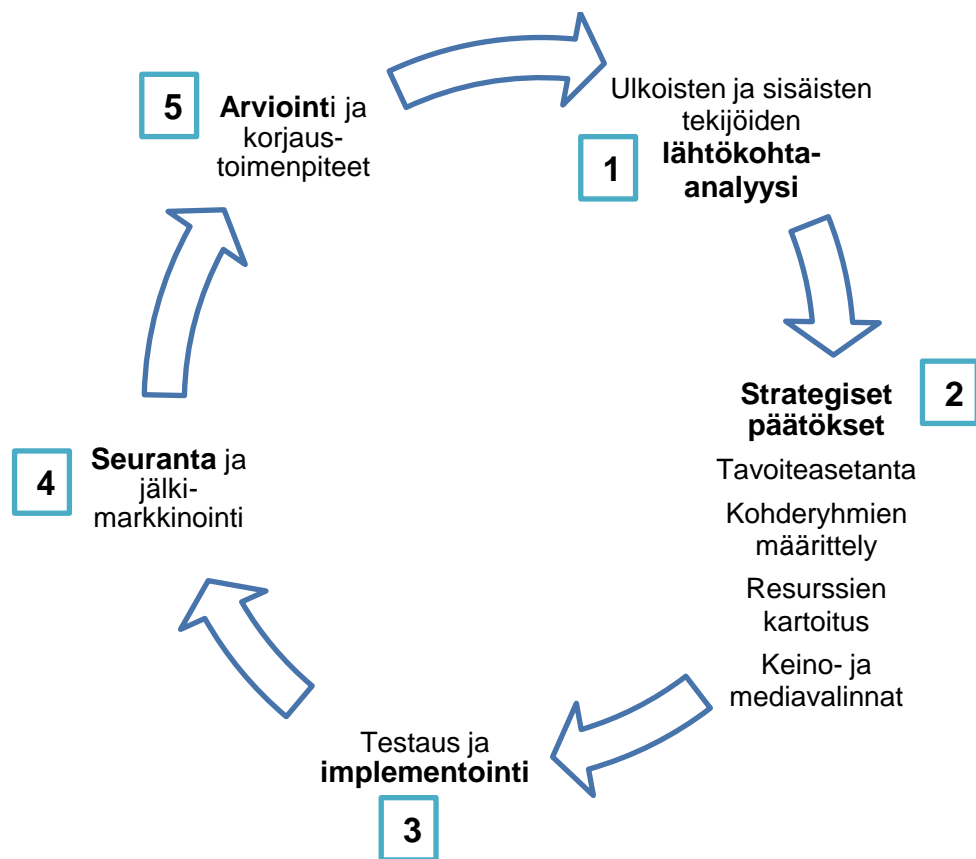 1
Ulkoisten ja sisäisten
tekijöiden
lähtökohta-
analyysi
2
Strategiset
päätökset
Tavoiteasetanta
Kohderyhmien
määrittely
Resurssien
kartoitus
Keino- ja
mediavalinnat
Testaus ja
implementointi
3
4
Seuranta ja
jälki-
markkinointi
5
Arviointi ja
korjaus-
toimenpiteet